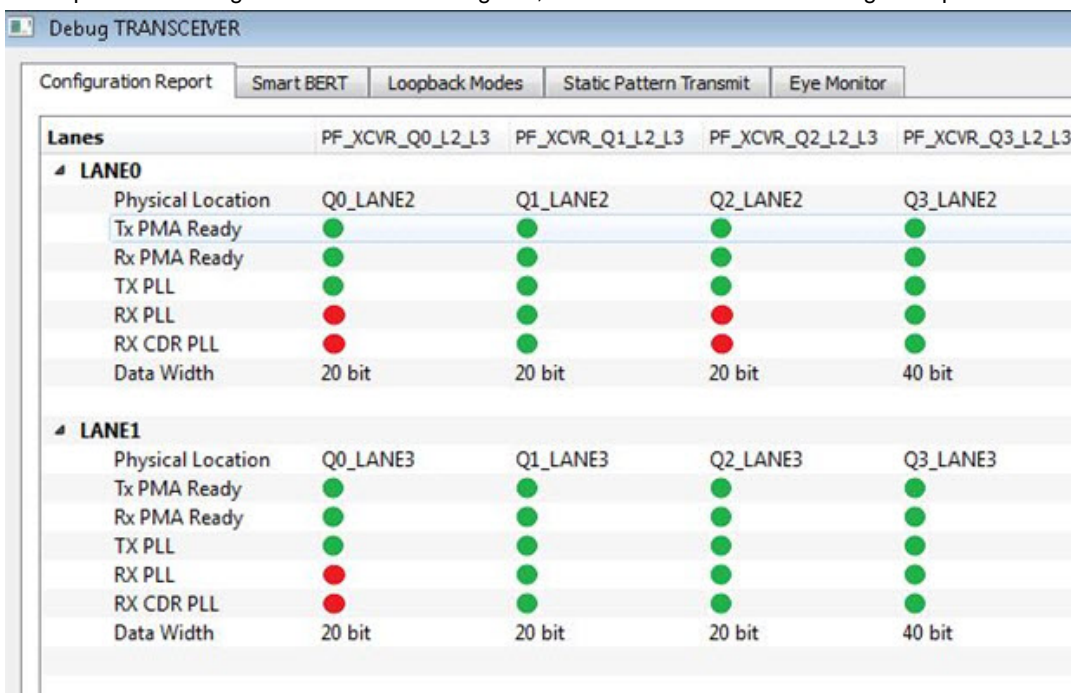 Debug TRANSCEIVER
Configuration Report Smart BERT Loopback Modes Static Pattern Transmit Eye Monitor
Lanes PF_XCVR_Q0_L2_L3 PF_XCVR_Q1_L2_L3 PF_XCVR_Q2_L2_L3 PF_XCVR_Q3_L2_L3
LANE0
Physical Location Q0_LANE2 Q1_LANE2 Q2_LANE2 Q3_LANE2
Tx PMA Ready
Rx PMA Ready
TX PLL
RX PLL
RX CDR PLL
Data Width 20 bit 20 bit 20 bit 40 bit
LANE1
Physical Location Q0_LANE3 Q1_LANE3 Q2_LANE3 Q3_LANE3
Tx PMA Ready
Rx PMA Ready
TX PLL
RX PLL
RX CDR PLL
Data Width 20 bit 20 bit 20 bit 40 bit